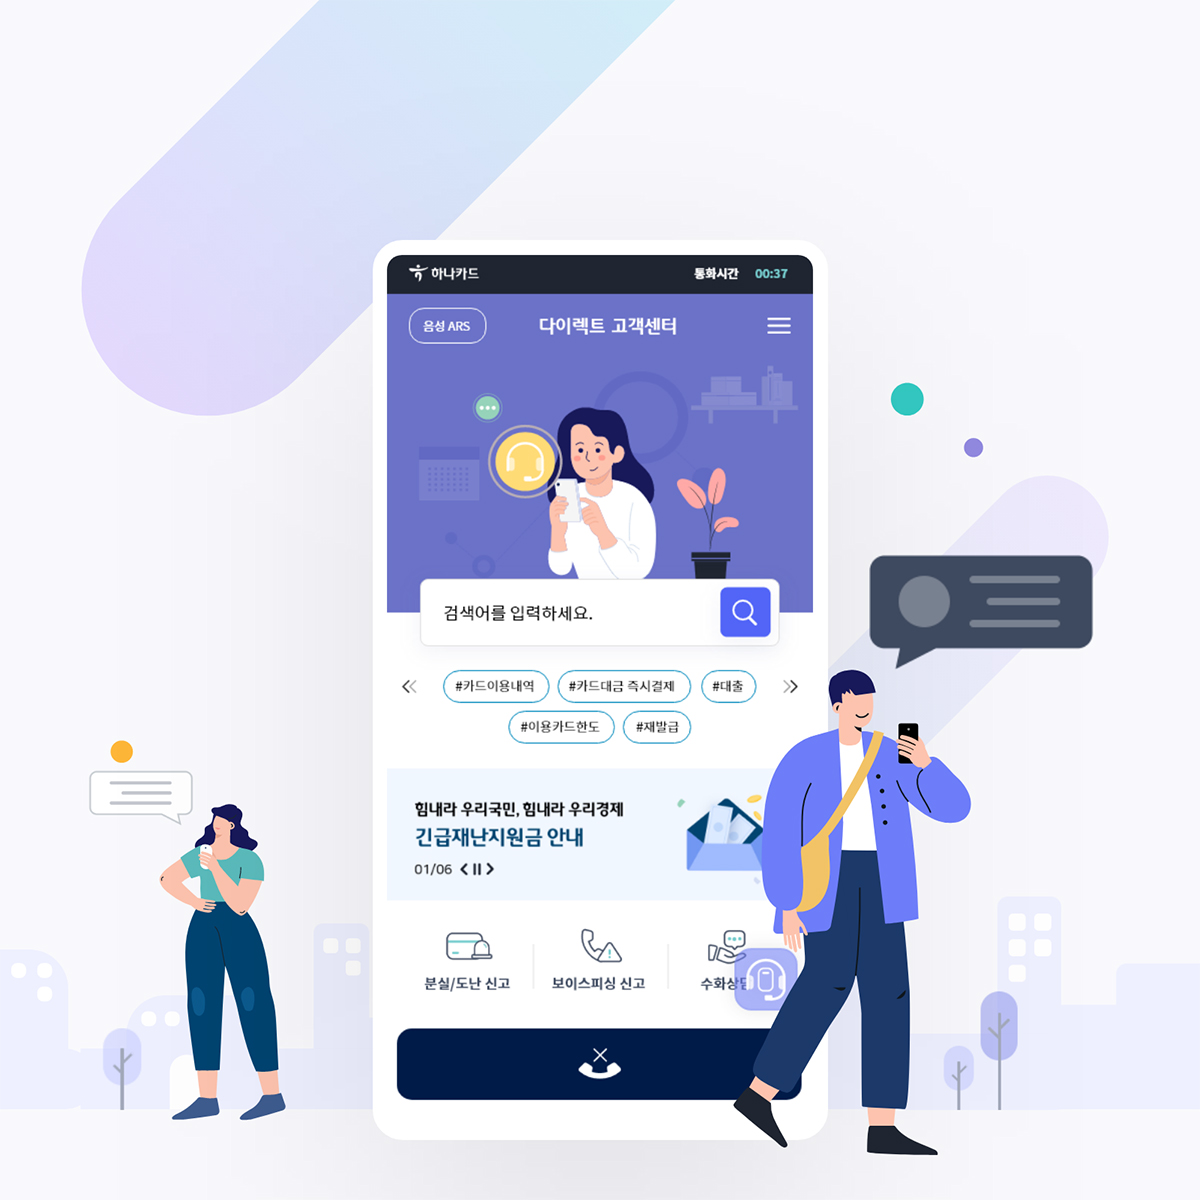 하나카드 통화시간 00:37
음성 ARS 다이렉트 고객센터
검색어를 입력하세요.
#카드이용내역 #카드대금 즉시결제 #대출
#이용카드한도 #재발급
힘내라 우리국민, 힘내라 우리경제
긴급재난지원금 안내
01/06
분실/도난 신고 보이스피싱 신고 수화상